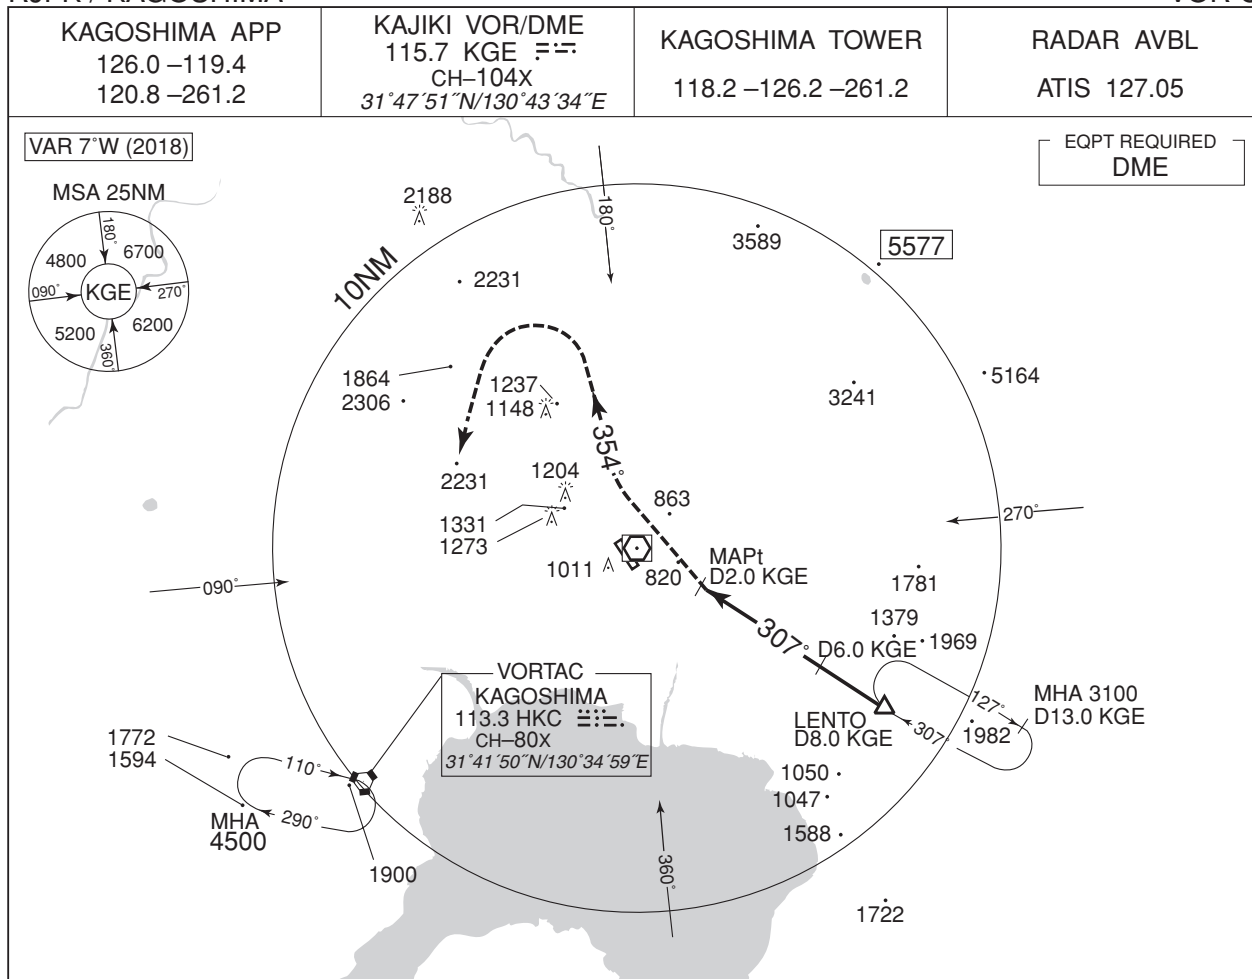 KAGOSHIMA APP
126.0 –119.4
120.8 –261.2
KAJIKI VOR/DME
115.7 KGE
CH–104X
31˚47´51˝N/130˚43´34˝E
KAGOSHIMA TOWER
118.2 –126.2 –261.2
RADAR AVBL
ATIS 127.05
VAR 7˚W (2018)
EQPT REQUIRED
DME
MSA 25NM
180˚
4800
6700
090˚
KGE
270˚
5200
6200
360˚
2188
180˚
3589
5577
10NM
2231
1864
2306
1237
1148
3241
5164
354˚
2231
1204
863
1331
1273
270˚
1011
820
MAPt
D2.0 KGE
1781
090˚
1379
307˚
D6.0 KGE
1969
VORTAC
KAGOSHIMA
113.3 HKC
CH–80X
31˚41´50˝N/130˚34´59˝E
127˚
MHA 3100
D13.0 KGE
LENTO
D8.0 KGE
307˚
1982
1772
1594
110˚
1050
1047
MHA
4500
290˚
1588
1900
360˚
1722